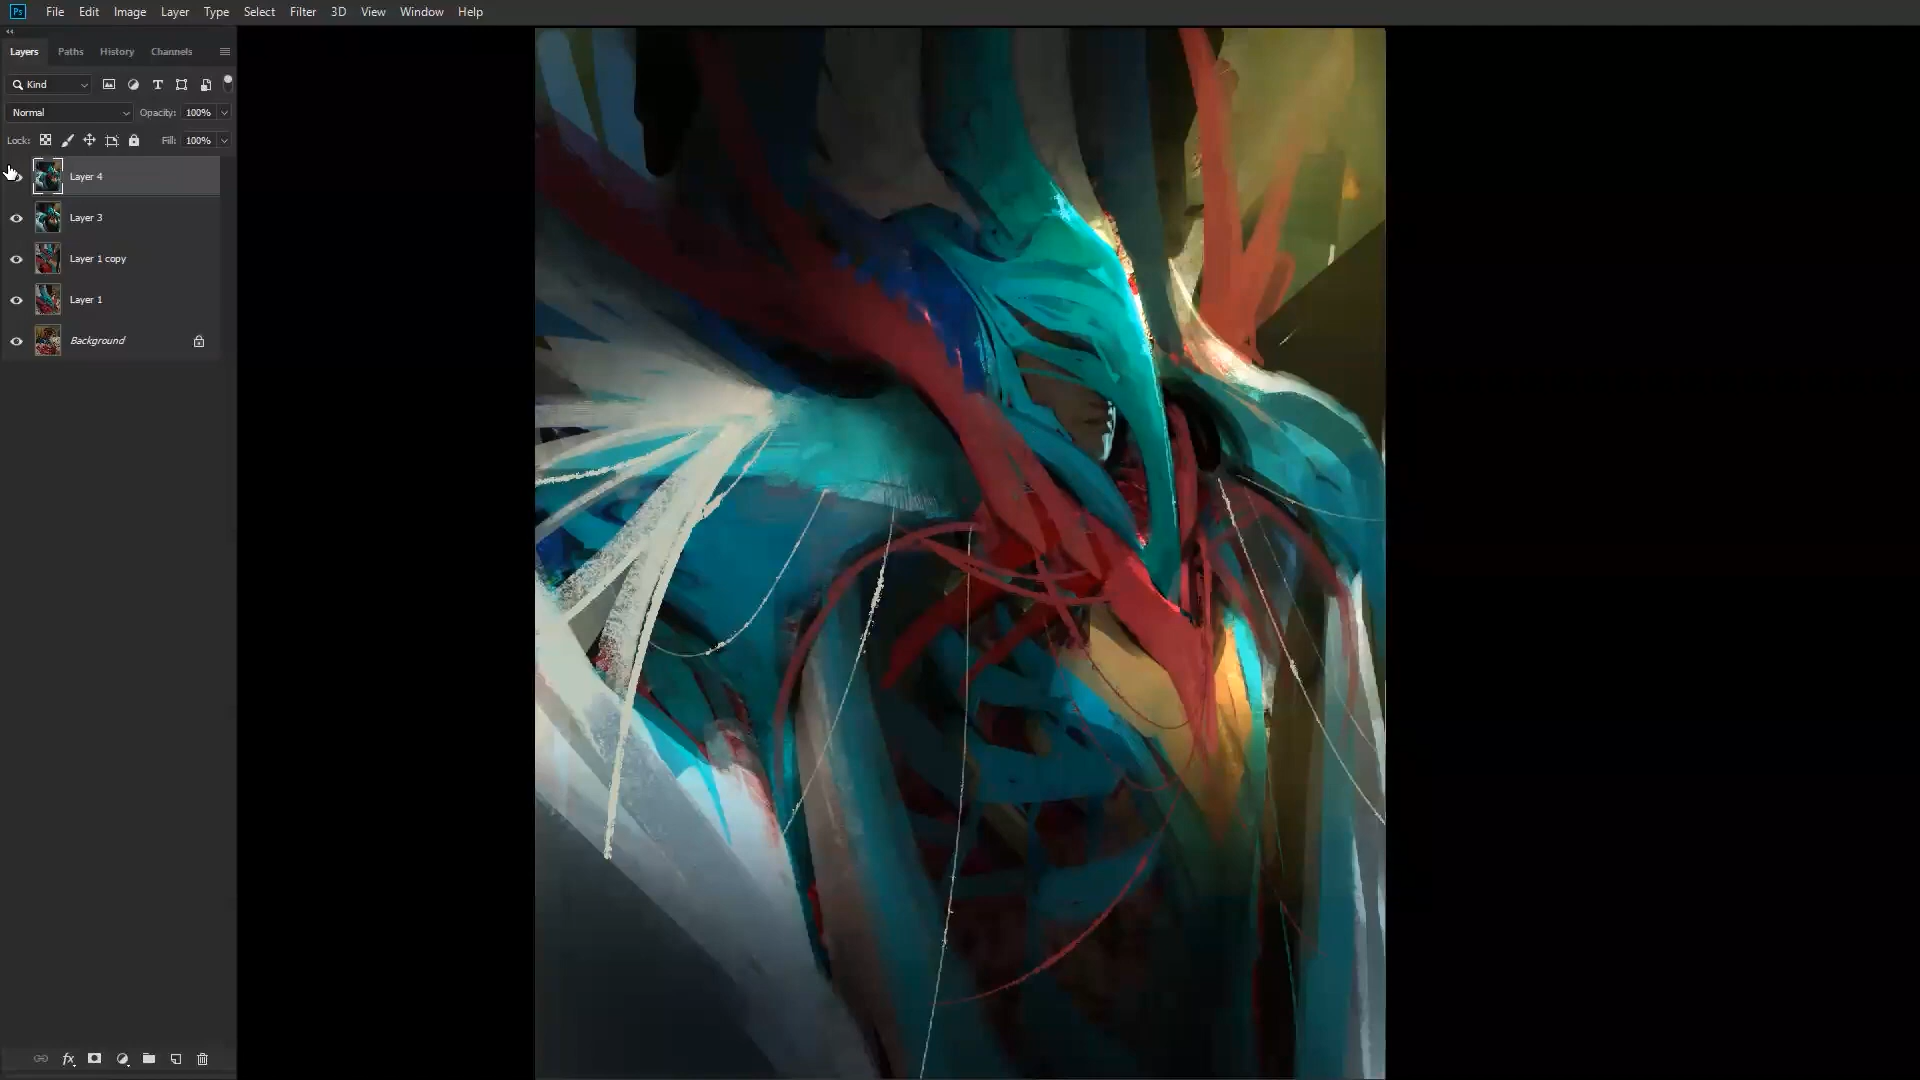 Ps File Edit Image Layer Type Select Filter 3D View Window Help
Layers Paths History Channels
Kind
Normal Opacity: 100%
Lock: Fill: 100%
Layer 4
Layer 3
Layer 1 copy
Layer 1
Background
fx